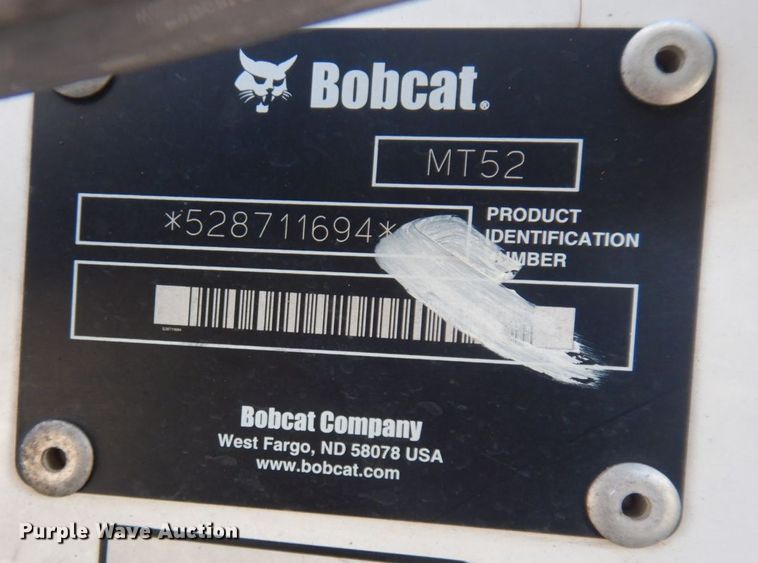 Bobcat®
MT52
*528711694*
PRODUCT
IDENTIFICATION
NUMBER
528711694
Bobcat Company
West Fargo, ND 58078 USA
www.bobcat.com
Purple Wave Auction